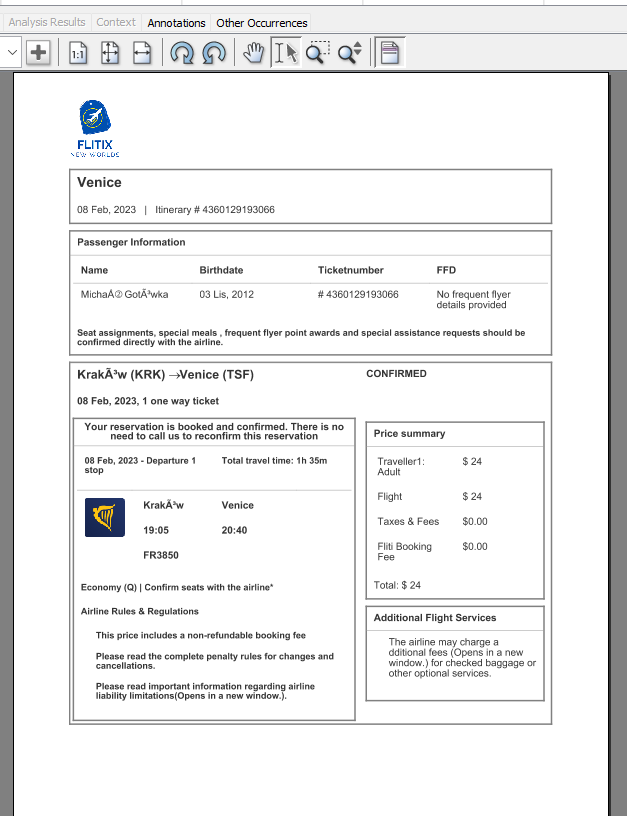 Analysis Results Context Annotations Other Occurrences
1:1
FLITIX
NEW WORLDS
Venice
08 Feb, 2023 | Itinerary # 4360129193066
Passenger Information
Name Birthdate Ticketnumber FFD
MichaÅ② GotÃ³wka 03 Lis, 2012 # 4360129193066 No frequent flyer
details provided
Seat assignments, special meals , frequent flyer point awards and special assistance requests should be
confirmed directly with the airline.
KrakÃ³w (KRK) →Venice (TSF) CONFIRMED
08 Feb, 2023, 1 one way ticket
Your reservation is booked and confirmed. There is no
need to call us to reconfirm this reservation
08 Feb, 2023 - Departure 1
stop
Total travel time: 1h 35m
KrakÃ³w Venice
19:05 20:40
FR3850
Economy (Q) | Confirm seats with the airline*
Airline Rules & Regulations
This price includes a non-refundable booking fee
Please read the complete penalty rules for changes and
cancellations.
Please read important information regarding airline
liability limitations(Opens in a new window.).
Price summary
Traveller1:
Adult
$ 24
Flight $ 24
Taxes & Fees $0.00
Fliti Booking
Fee
$0.00
Total: $ 24
Additional Flight Services
The airline may charge a
dditional fees (Opens in a new
window.) for checked baggage or
other optional services.